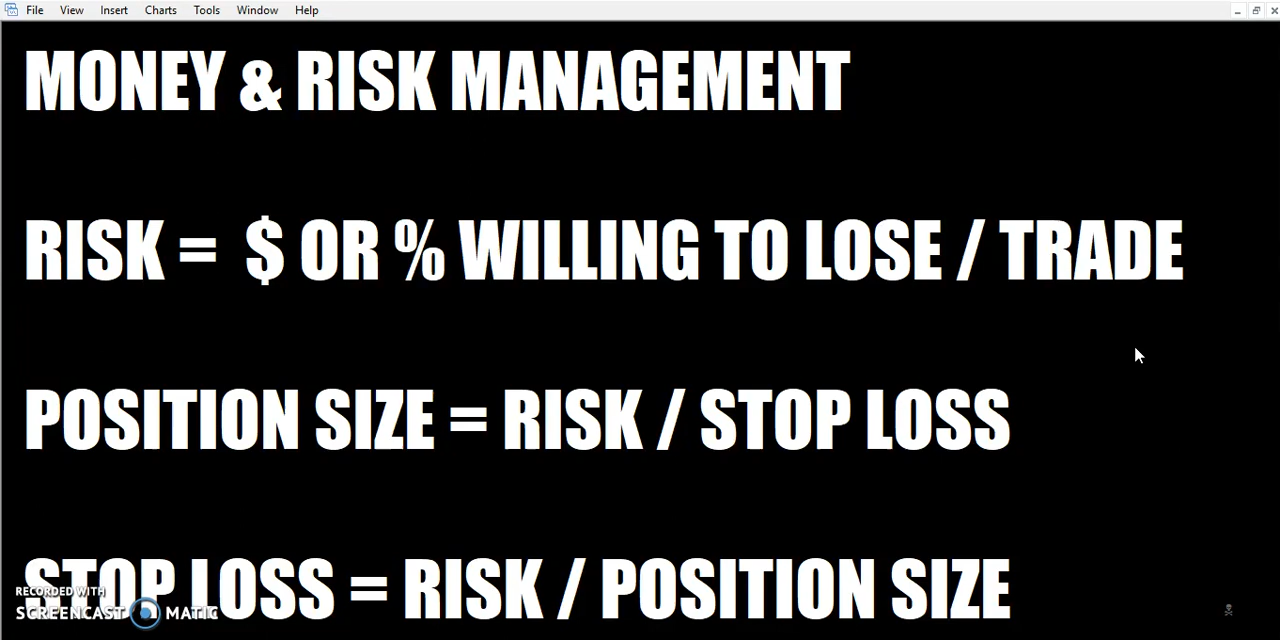 File View Insert Charts Tools Window Help
MONEY & RISK MANAGEMENT
RISK = $ OR % WILLING TO LOSE / TRADE
POSITION SIZE = RISK / STOP LOSS
STOP LOSS = RISK / POSITION SIZE
RECORDED WITH
SCREENCAST MATIC